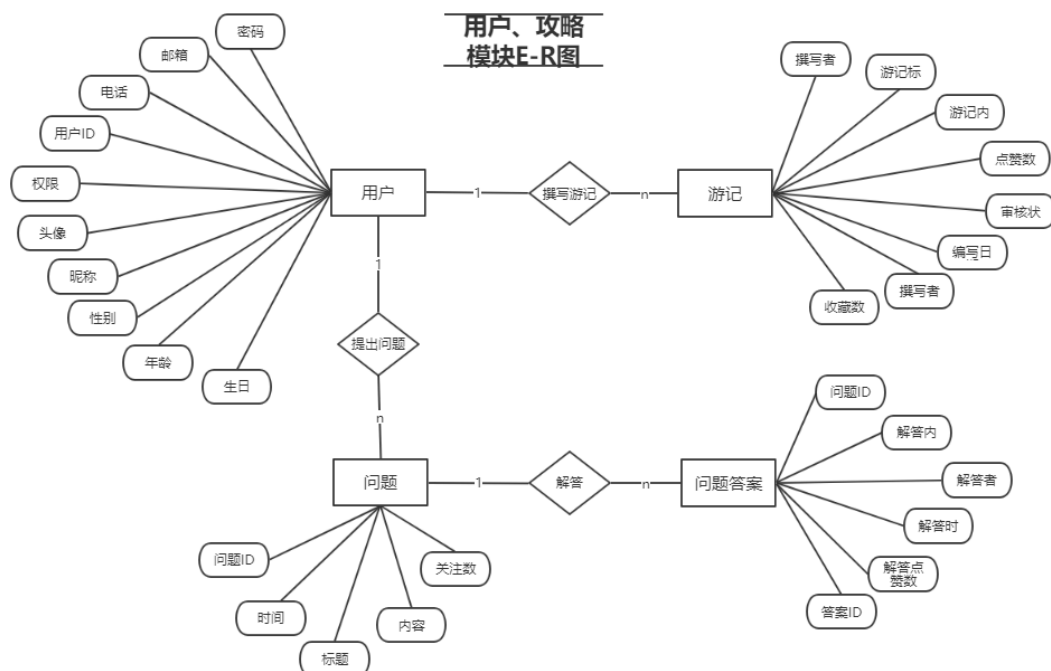 用户、攻略
模块E-R图
密码
邮箱
电话
用户ID
权限
头像
昵称
性别
年龄
生日
用户
1
撰写游记
n
游记
撰写者
游记标
游记内
点赞数
审核状
编写日
撰写者
收藏数
1
提出问题
n
问题
1
解答
n
问题答案
问题ID
时间
标题
内容
关注数
问题ID
解答内
解答者
解答时
解答点
赞数
答案ID